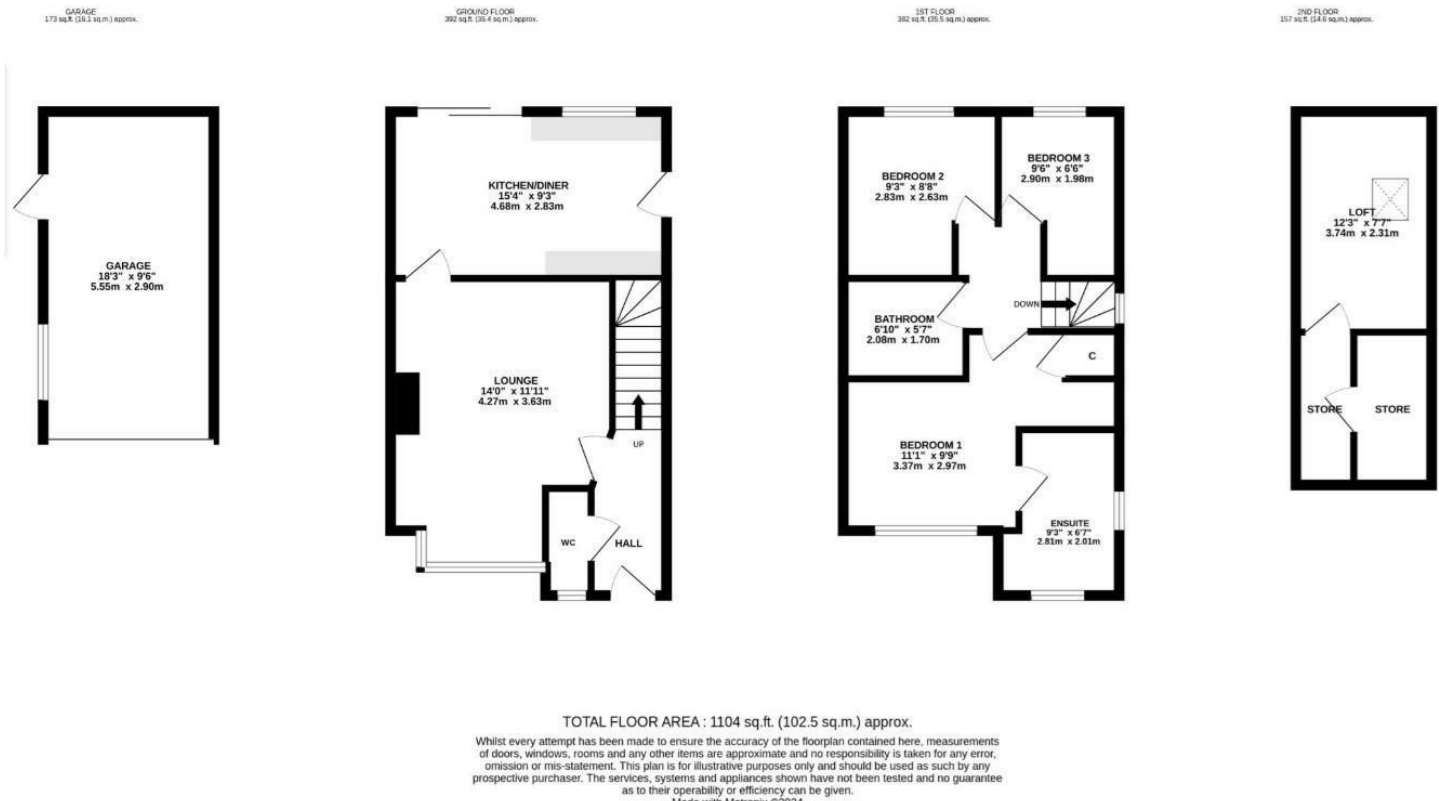 GARAGE
173 sq.ft. (16.1 sq.m.) approx.
GROUND FLOOR
392 sq.ft. (36.4 sq.m.) approx.
1ST FLOOR
382 sq.ft. (35.5 sq.m.) approx.
2ND FLOOR
157 sq.ft. (14.6 sq.m.) approx.
GARAGE
18'3" x 9'6"
5.55m x 2.90m
KITCHEN/DINER
15'4" x 9'3"
4.68m x 2.83m
LOUNGE
14'0" x 11'11"
4.27m x 3.63m
UP
WC
HALL
BEDROOM 2
9'3" x 8'8"
2.83m x 2.63m
BEDROOM 3
9'6" x 6'6"
2.90m x 1.98m
DOWN
BATHROOM
6'10" x 5'7"
2.08m x 1.70m
C
BEDROOM 1
11'1" x 9'9"
3.37m x 2.97m
ENSUITE
9'3" x 6'7"
2.81m x 2.01m
LOFT
12'3" x 7'7"
3.74m x 2.31m
STORE
STORE
TOTAL FLOOR AREA : 1104 sq.ft. (102.5 sq.m.) approx.
Whilst every attempt has been made to ensure the accuracy of the floorplan contained here, measurements
of doors, windows, rooms and any other items are approximate and no responsibility is taken for any error,
omission or mis-statement. This plan is for illustrative purposes only and should be used as such by any
prospective purchaser. The services, systems and appliances shown have not been tested and no guarantee
as to their operability or efficiency can be given.
Made with Metropix ©2024